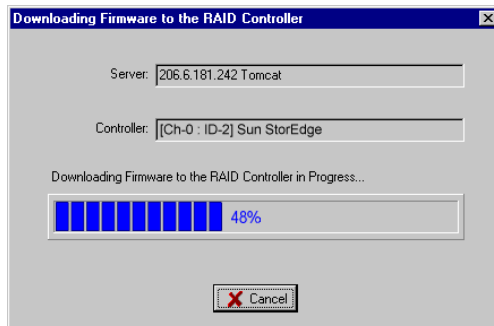 Downloading Firmware to the RAID Controller
Server: 206.6.181.242 Tomcat
Controller: [Ch-0 : ID-2] Sun StorEdge
Downloading Firmware to the RAID Controller in Progress...
48%
Cancel